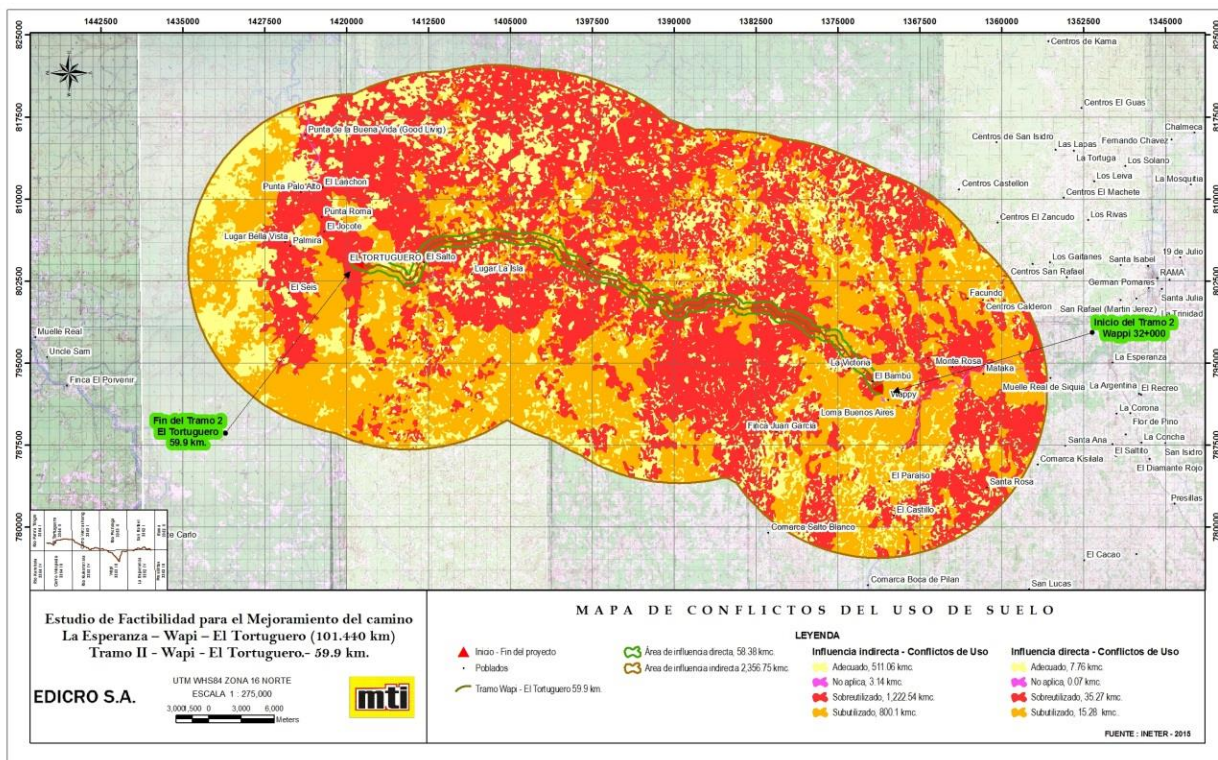 1442500 1435000 1427500 1420000 1412500 1405000 1397500 1390000 1382500 1375000 1367500 1360000 1352500 1345000
825000
817500
810000
802500
795000
787500
780000
825000
817500
810000
802500
795000
787500
780000
Centros de Kama
Centros El Guas
Chalmeca
Centros de San Isidro
Fernando Chavez
Las Lapas
La Tortuga
Los Solano
Los Leiva
La Mosquitia
Centros Castellon
Centros El Machete
Centros El Zancudo
Los Rivas
19 de Julio
Los Gaitanes
Santa Isabel
Centros San Rafael
RAMA
German Pomares
Facundo
Santa Julia
Centros Calderon
San Rafael (Martin Jerez)
La Trinidad
Punta de la Buena Vida (Good Livig)
El Lanchon
Punta Palo Alto
Punta Roma
El Jocote
Lugar Bella Vista
Palmira
EL TORTUGUERO
El Salto
Lugar La Isla
El Seis
Muelle Real
Uncle Sam
Finca El Porvenir
Inicio del Tramo 2
Wappi 32+000
La Esperanza
La Victoria
Monte Rosa
Mataka
El Bambú
Muelle Real de Siquia
La Argentina
El Recreo
Wappy
Loma Buenos Aires
La Corona
Flor de Pino
Finca Juan Garcia
Santa Ana
La Concha
El Saltito
San Isidro
Comarca Kisilala
El Diamante Rojo
El Paraiso
Santa Rosa
El Castillo
Presillas
Comarca Salto Blanco
El Cacao
Comarca Boca de Pilan
San Lucas
Fin del Tramo 2
El Tortuguero
59.9 km.
Carlo
Estudio de Factibilidad para el Mejoramiento del camino
La Esperanza – Wapi – El Tortuguero (101.440 km)
Tramo II - Wapi - El Tortuguero.- 59.9 km.
EDICRO S.A.
UTM WHS84 ZONA 16 NORTE
ESCALA 1 : 275,000
3,000 1,500 0 3,000 6,000
Meters
mti
MAPA DE CONFLICTOS DEL USO DE SUELO
LEYENDA
Inicio - Fin del proyecto
Poblados
Tramo Wapi - El Tortuguero 59.9 km.
Área de influencia directa, 58.38 kmc.
Area de influencia indirecta 2,356.75 kmc.
Influencia indirecta - Conflictos de Uso
Adecuado, 511.06 kmc.
No aplica, 3.14 kmc.
Sobreutilizado, 1,222.54 kmc.
Subutilizado, 800.1 kmc.
Influencia directa - Conflictos de Uso
Adecuado, 7.76 kmc.
No aplica, 0.07 kmc.
Sobreutilizado, 35.27 kmc.
Subutilizado, 15.28 kmc.
FUENTE : INETER - 2015